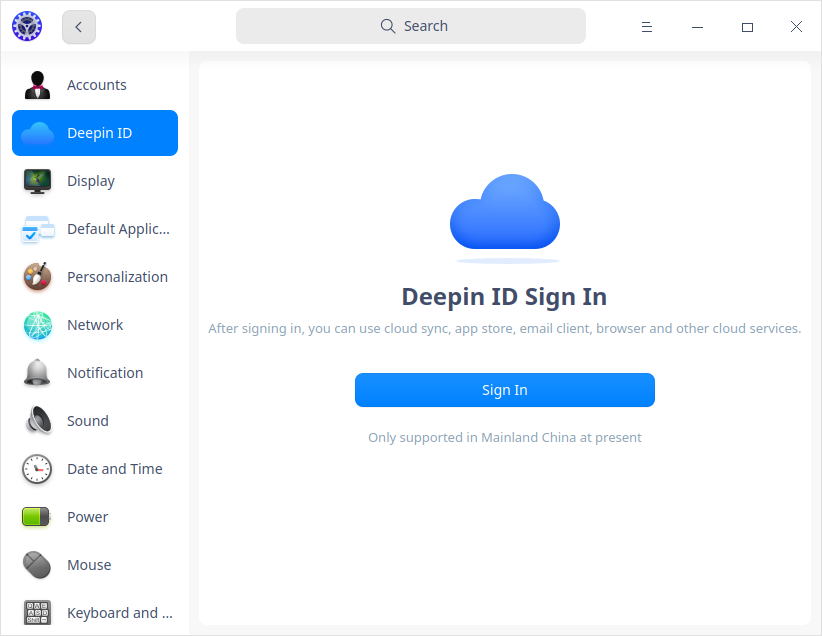 Search
Accounts
Deepin ID
Display
Default Applic...
Personalization
Network
Notification
Sound
Date and Time
Power
Mouse
Keyboard and ...
Deepin ID Sign In
After signing in, you can use cloud sync, app store, email client, browser and other cloud services.
Sign In
Only supported in Mainland China at present